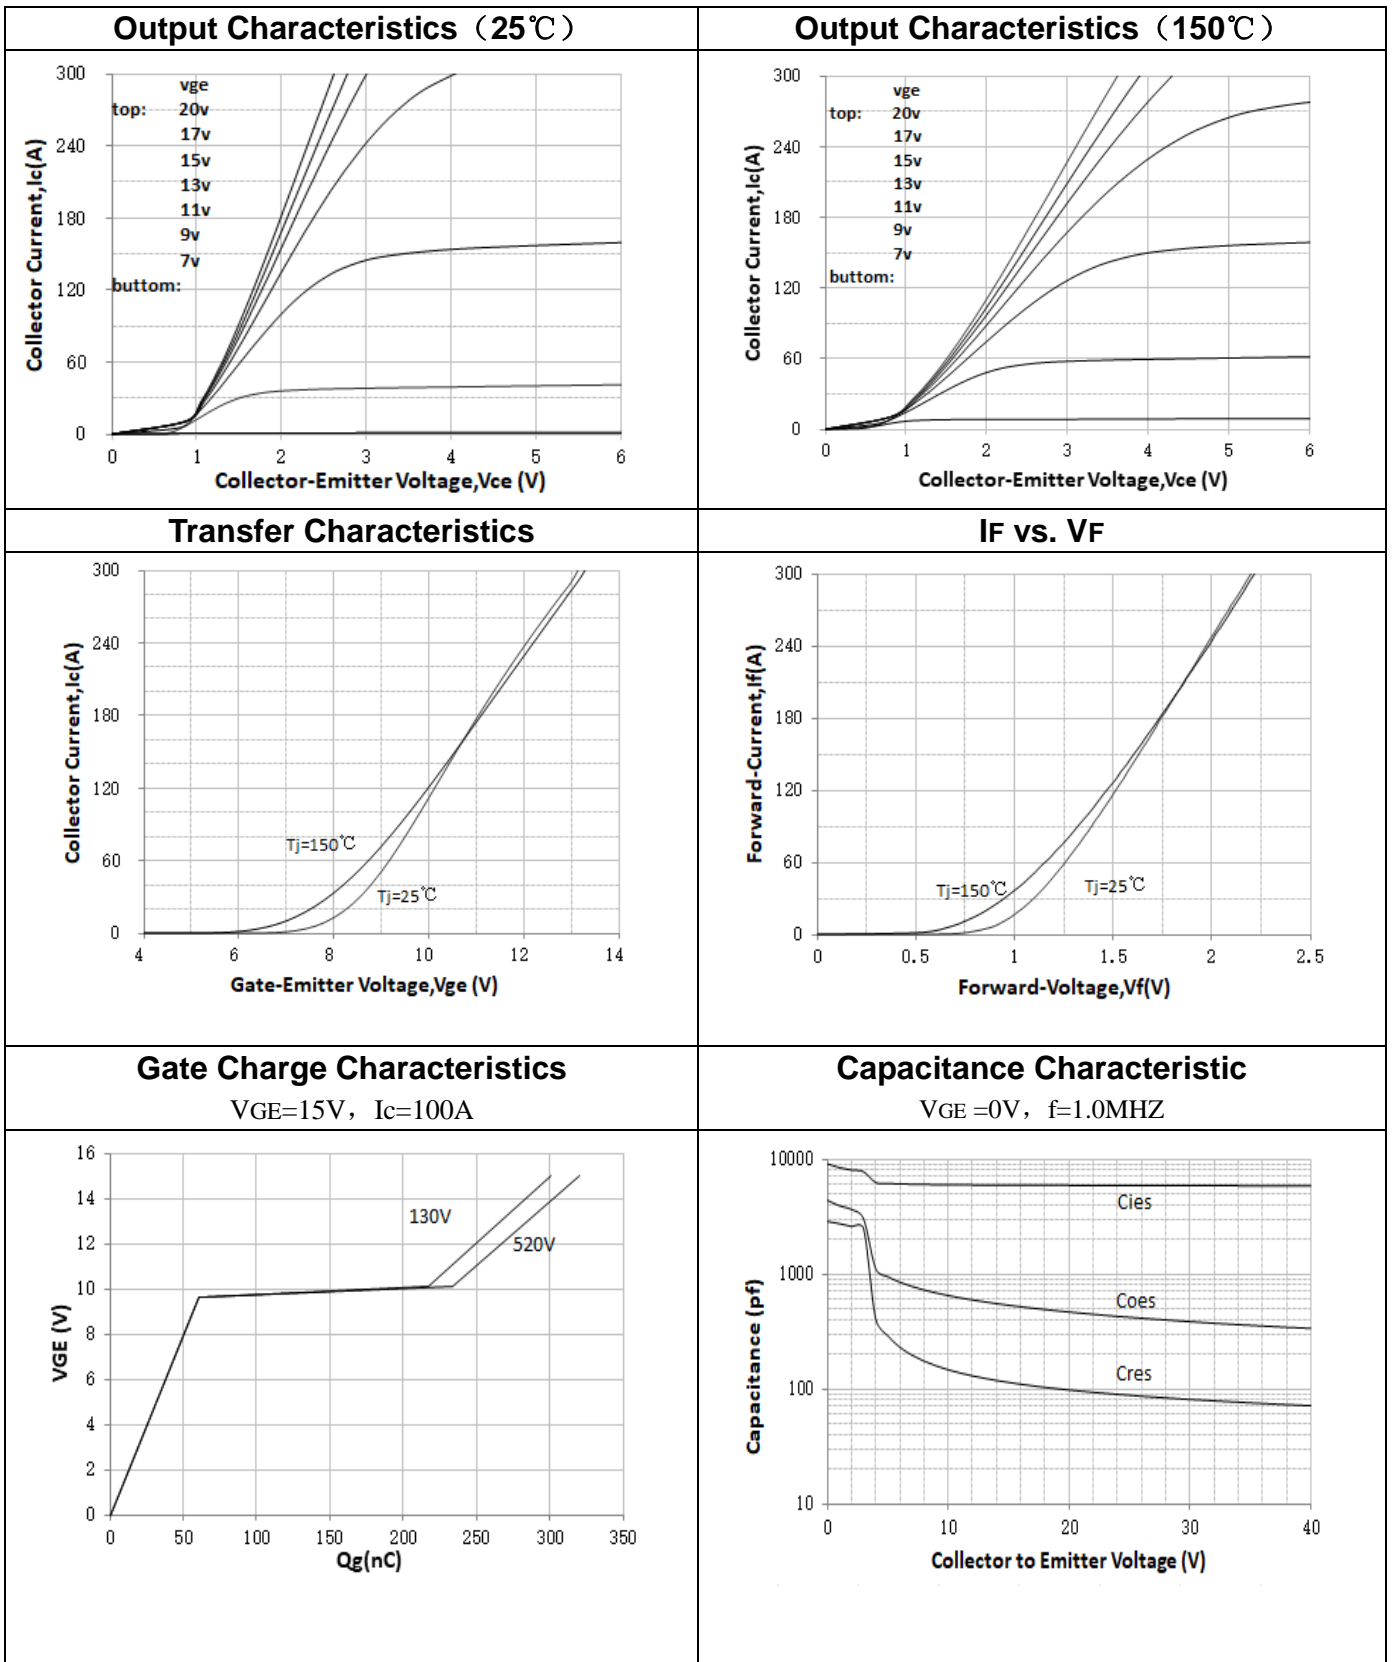 Output Characteristics（25℃）
300
240
180
120
60
0
Collector Current,Ic(A)
vge
top: 20v
17v
15v
13v
11v
9v
7v
buttom:
0 1 2 3 4 5 6
Collector-Emitter Voltage,Vce (V)
Output Characteristics（150℃）
300
240
180
120
60
0
Collector Current,Ic(A)
vge
top: 20v
17v
15v
13v
11v
9v
7v
buttom:
0 1 2 3 4 5 6
Collector-Emitter Voltage,Vce (V)
Transfer Characteristics
300
240
180
120
60
0
Collector Current,Ic(A)
Tj=150℃
Tj=25℃
4 6 8 10 12 14
Gate-Emitter Voltage,Vge (V)
IF vs. VF
300
240
180
120
60
0
Forward-Current,If(A)
Tj=150℃
Tj=25℃
0 0.5 1 1.5 2 2.5
Forward-Voltage,Vf(V)
Gate Charge Characteristics
VGE=15V，Ic=100A
16
14
12
10
8
6
4
2
0
VGE (V)
130V
520V
0 50 100 150 200 250 300 350
Qg(nC)
Capacitance Characteristic
VGE =0V，f=1.0MHZ
10000
1000
100
10
Capacitance (pf)
Cies
Coes
Cres
0 10 20 30 40
Collector to Emitter Voltage (V)